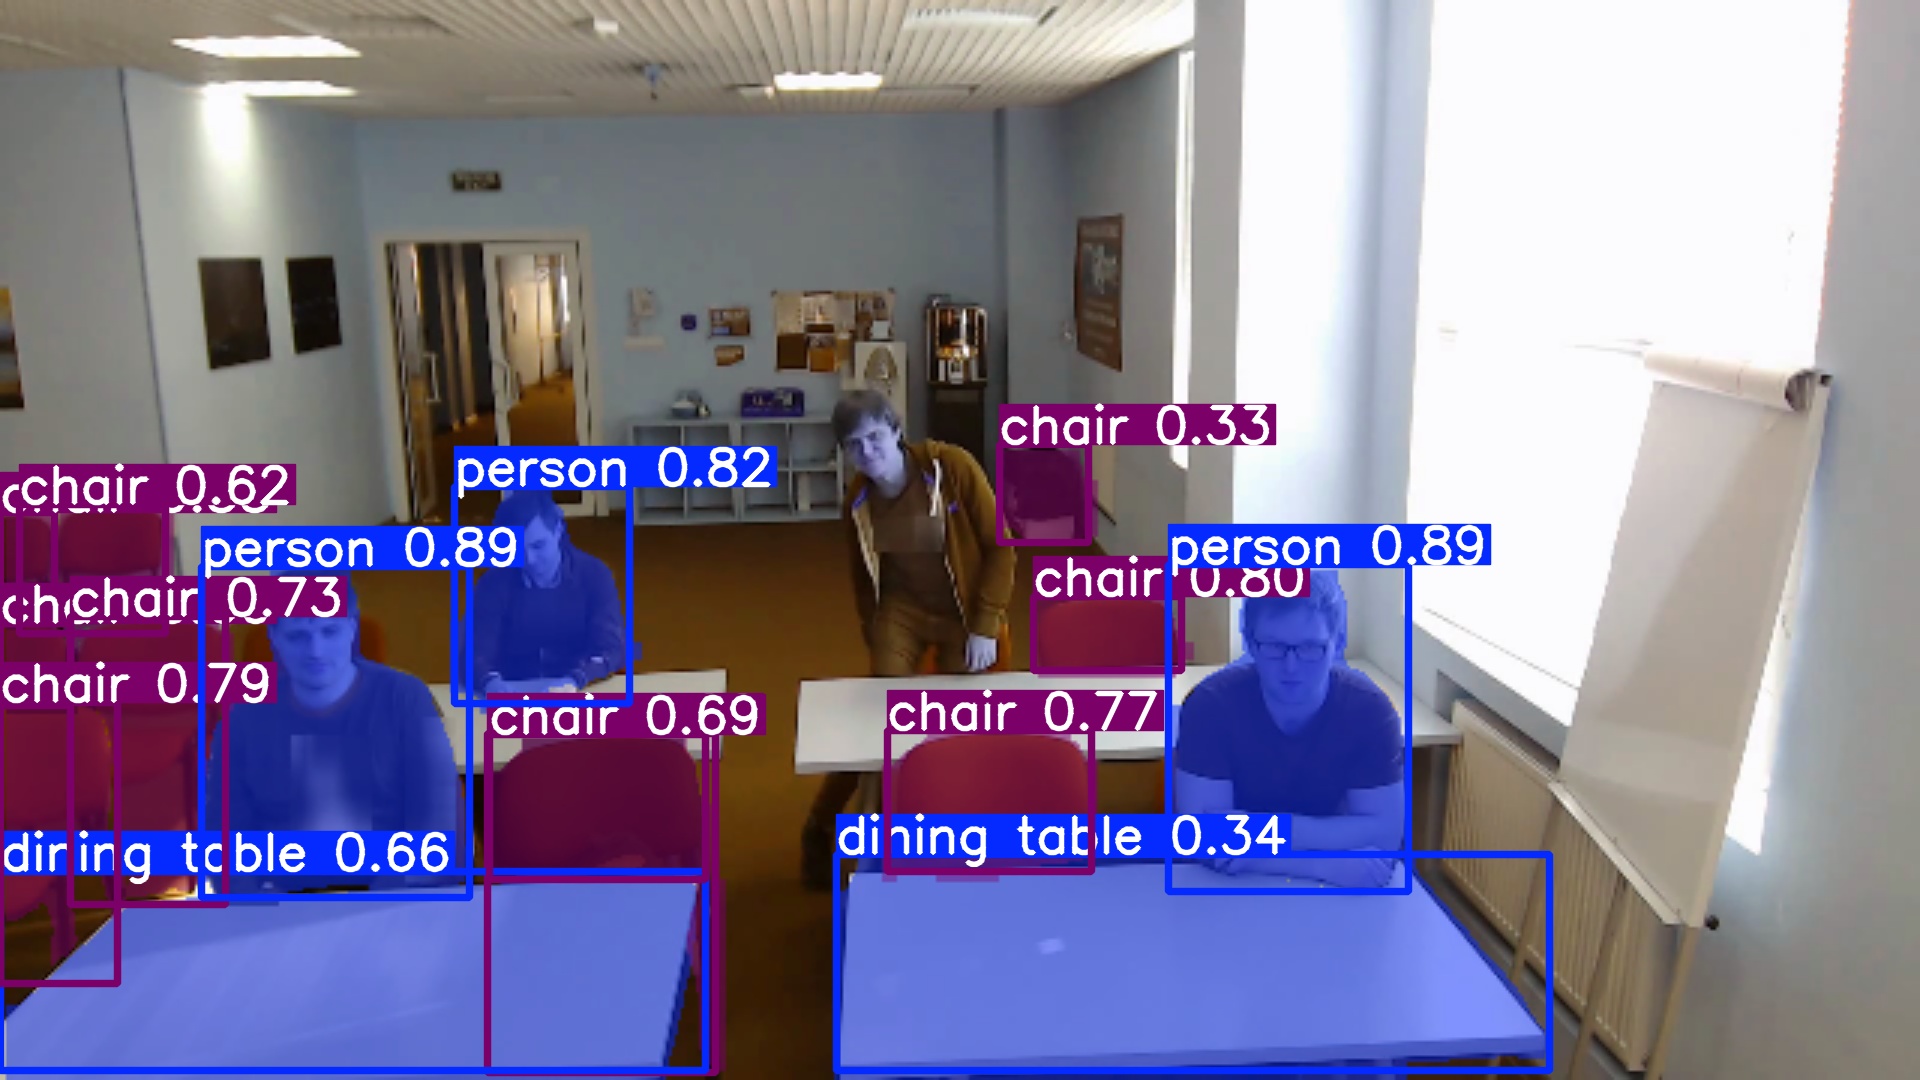 chair 0.33
person 0.82
chair 0.62
person 0.89
person 0.89
chair 0.80
chair 0.73
chair 0.79
chair 0.69
chair 0.77
dining table 0.66
dining table 0.34